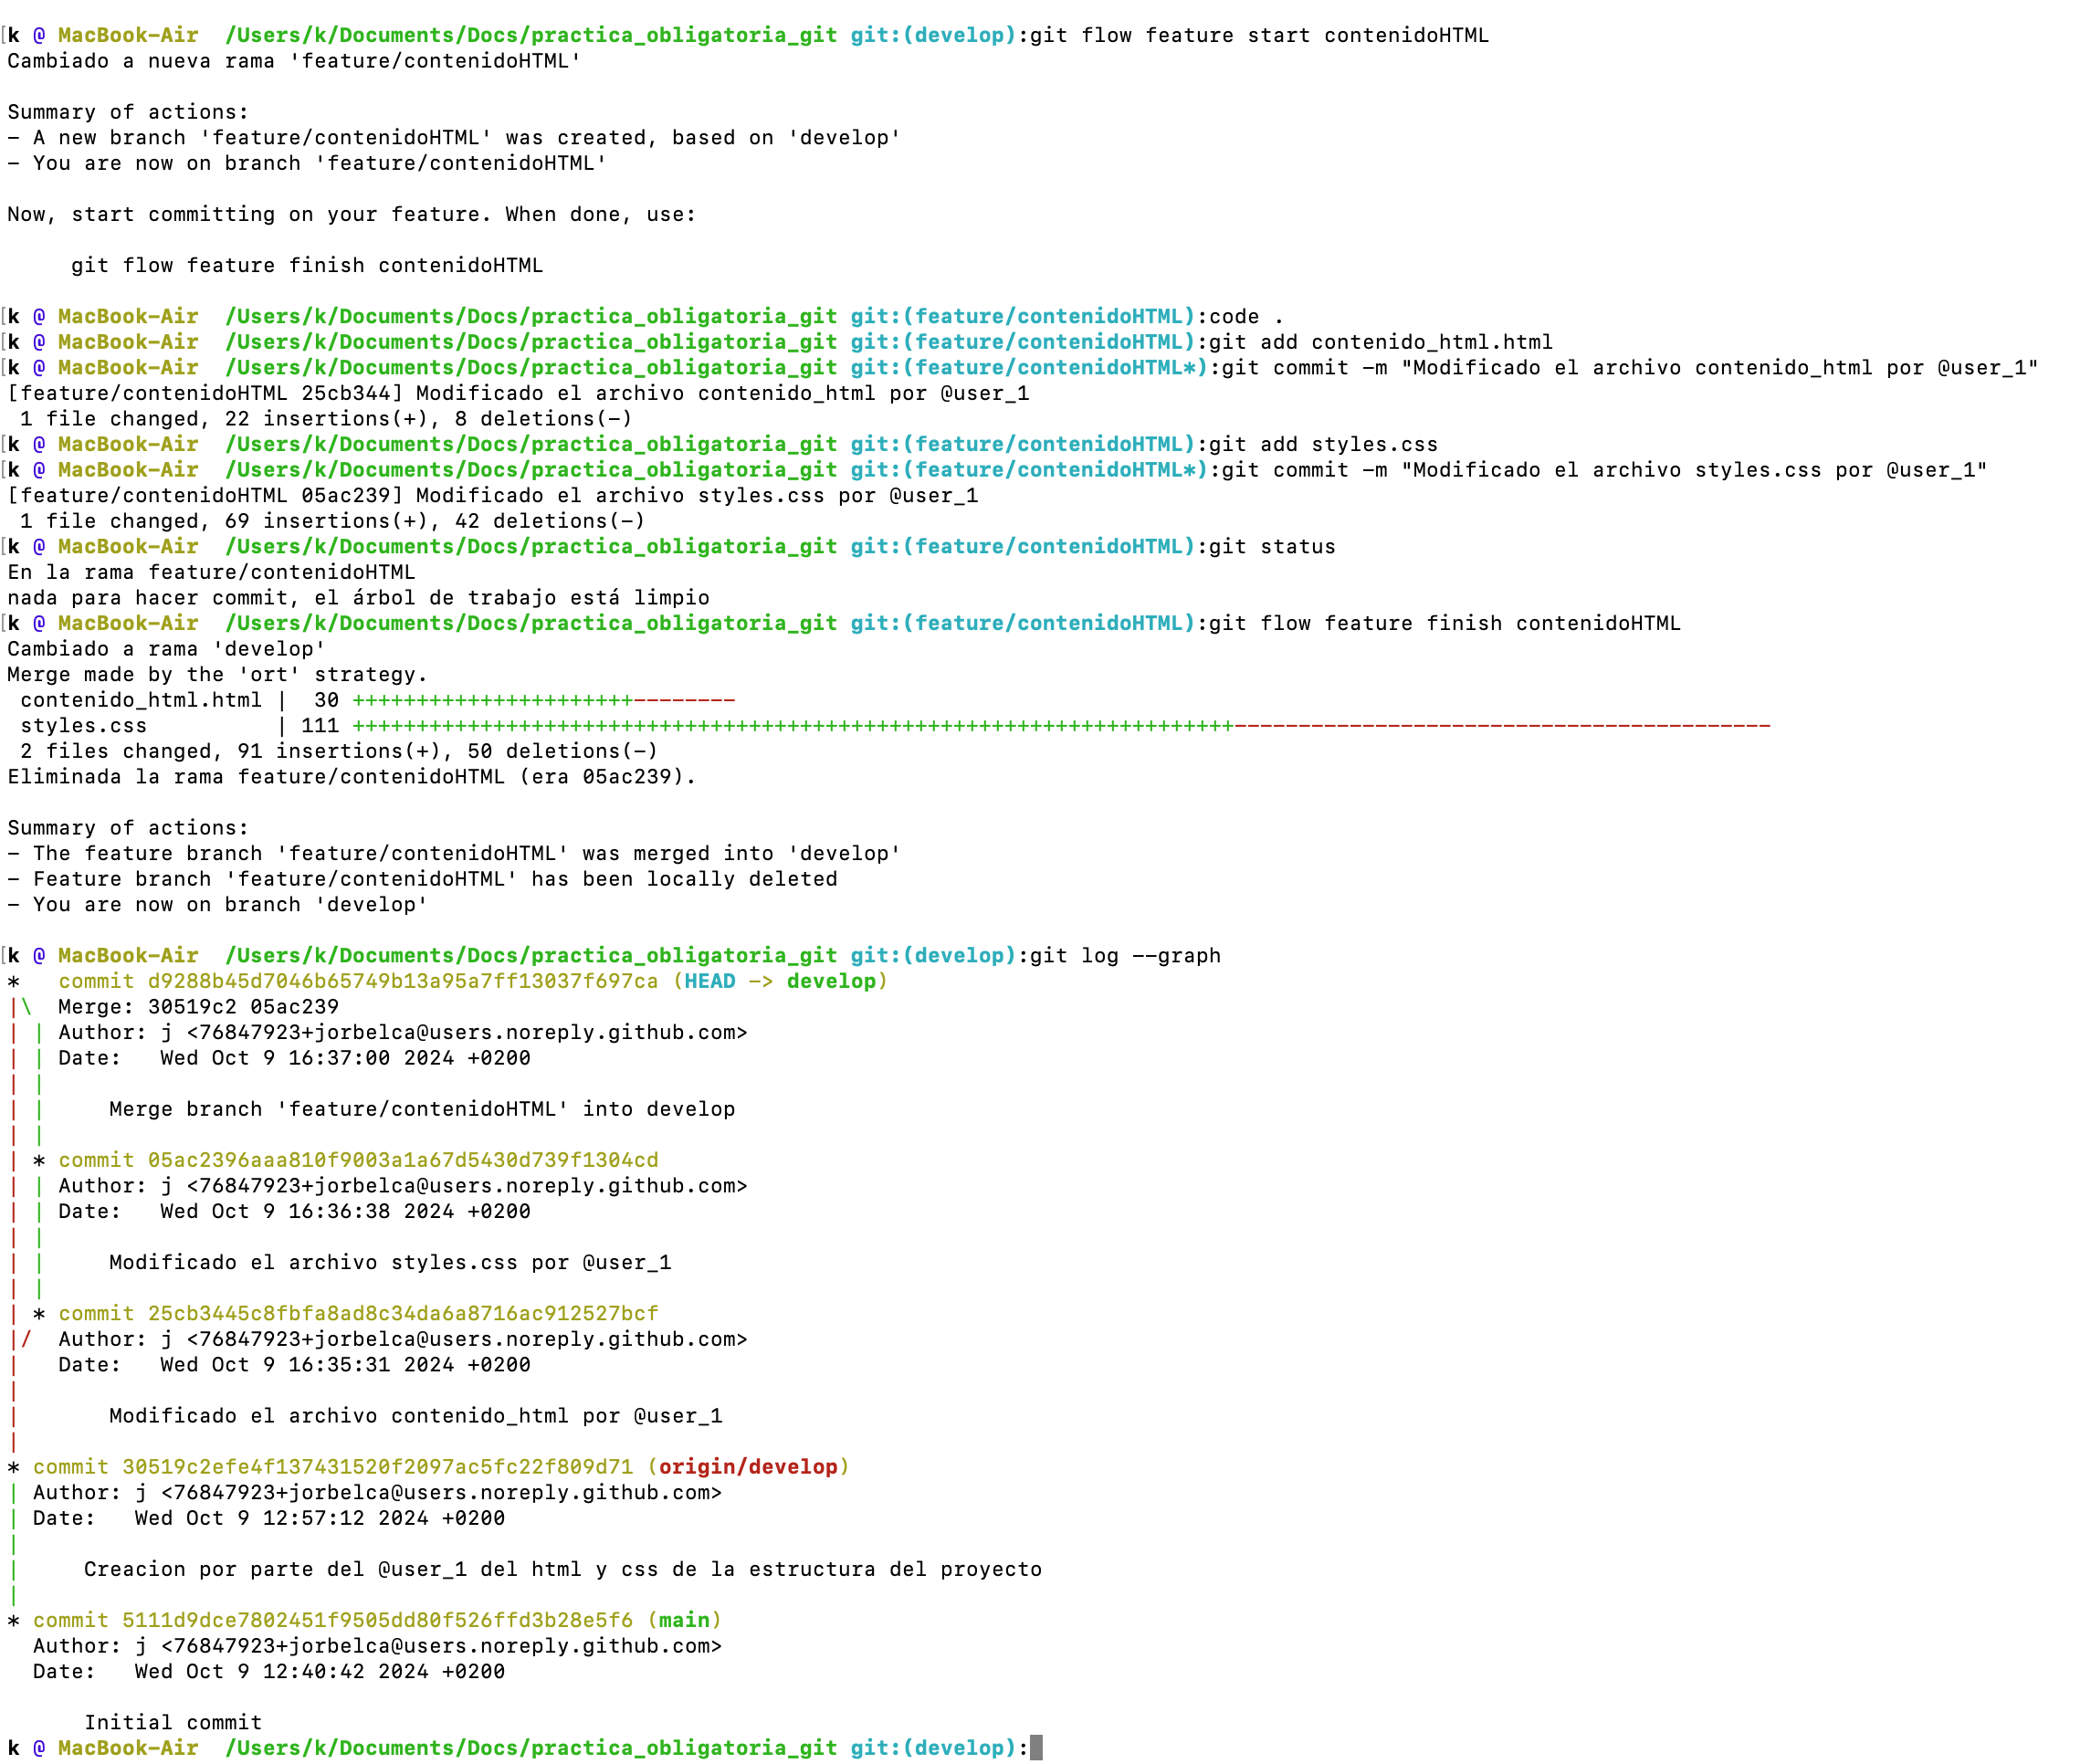 k @ MacBook-Air  /Users/k/Documents/Docs/practica_obligatoria_git git:(develop):git flow feature start contenidoHTML
Cambiado a nueva rama 'feature/contenidoHTML'
Summary of actions:
- A new branch 'feature/contenidoHTML' was created, based on 'develop'
- You are now on branch 'feature/contenidoHTML'
Now, start committing on your feature. When done, use:
     git flow feature finish contenidoHTML
k @ MacBook-Air  /Users/k/Documents/Docs/practica_obligatoria_git git:(feature/contenidoHTML):code .
k @ MacBook-Air  /Users/k/Documents/Docs/practica_obligatoria_git git:(feature/contenidoHTML):git add contenido_html.html
k @ MacBook-Air  /Users/k/Documents/Docs/practica_obligatoria_git git:(feature/contenidoHTML*):git commit -m "Modificado el archivo contenido_html por @user_1"
[feature/contenidoHTML 25cb344] Modificado el archivo contenido_html por @user_1
 1 file changed, 22 insertions(+), 8 deletions(-)
k @ MacBook-Air  /Users/k/Documents/Docs/practica_obligatoria_git git:(feature/contenidoHTML):git add styles.css
k @ MacBook-Air  /Users/k/Documents/Docs/practica_obligatoria_git git:(feature/contenidoHTML*):git commit -m "Modificado el archivo styles.css por @user_1"
[feature/contenidoHTML 05ac239] Modificado el archivo styles.css por @user_1
 1 file changed, 69 insertions(+), 42 deletions(-)
k @ MacBook-Air  /Users/k/Documents/Docs/practica_obligatoria_git git:(feature/contenidoHTML):git status
En la rama feature/contenidoHTML
nada para hacer commit, el árbol de trabajo está limpio
k @ MacBook-Air  /Users/k/Documents/Docs/practica_obligatoria_git git:(feature/contenidoHTML):git flow feature finish contenidoHTML
Cambiado a rama 'develop'
Merge made by the 'ort' strategy.
 contenido_html.html |  30 ++++++++++++++++++++++--------
 styles.css          | 111 +++++++++++++++++++++++++++++++++++++++++++++++++++++++++++++++++++++------------------------------------------
 2 files changed, 91 insertions(+), 50 deletions(-)
Eliminada la rama feature/contenidoHTML (era 05ac239).
Summary of actions:
- The feature branch 'feature/contenidoHTML' was merged into 'develop'
- Feature branch 'feature/contenidoHTML' has been locally deleted
- You are now on branch 'develop'
k @ MacBook-Air  /Users/k/Documents/Docs/practica_obligatoria_git git:(develop):git log --graph
*   commit d9288b45d7046b65749b13a95a7ff13037f697ca (HEAD -> develop)
|\  Merge: 30519c2 05ac239
| | Author: j <76847923+jorbelca@users.noreply.github.com>
| | Date:   Wed Oct 9 16:37:00 2024 +0200
| |
| |     Merge branch 'feature/contenidoHTML' into develop
| |
| * commit 05ac2396aaa810f9003a1a67d5430d739f1304cd
| | Author: j <76847923+jorbelca@users.noreply.github.com>
| | Date:   Wed Oct 9 16:36:38 2024 +0200
| |
| |     Modificado el archivo styles.css por @user_1
| |
| * commit 25cb3445c8fbfa8ad8c34da6a8716ac912527bcf
|/  Author: j <76847923+jorbelca@users.noreply.github.com>
|   Date:   Wed Oct 9 16:35:31 2024 +0200
|
|       Modificado el archivo contenido_html por @user_1
|
* commit 30519c2efe4f137431520f2097ac5fc22f809d71 (origin/develop)
| Author: j <76847923+jorbelca@users.noreply.github.com>
| Date:   Wed Oct 9 12:57:12 2024 +0200
|
|     Creacion por parte del @user_1 del html y css de la estructura del proyecto
|
* commit 5111d9dce7802451f9505dd80f526ffd3b28e5f6 (main)
  Author: j <76847923+jorbelca@users.noreply.github.com>
  Date:   Wed Oct 9 12:40:42 2024 +0200
      Initial commit
k @ MacBook-Air  /Users/k/Documents/Docs/practica_obligatoria_git git:(develop):